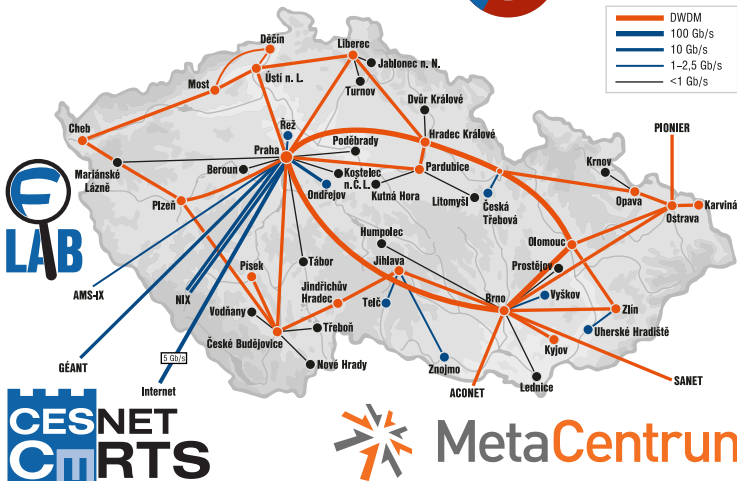 DWDM
100 Gb/s
10 Gb/s
1–2,5 Gb/s
<1 Gb/s
Děčín
Liberec
Jablonec n. N.
Ústí n. L.
Most
Turnov
Dvůr Králové
Cheb
Řež
Hradec Králové
PIONIER
Praha
Poděbrady
Krnov
Mariánské
Lázně
Beroun
Kostelec
n.Č.L.
Pardubice
Ondřejov
Kutná Hora
Litomyšl
Česká
Třebová
Opava
Ostrava
Karviná
Plzeň
F
LAB
Humpolec
Olomouc
Tábor
Jihlava
Prostějov
Písek
AMS-IX
NIX
Jindřichův
Hradec
Telč
Brno
Vyškov
Zlín
Vodňany
Třeboň
České Budějovice
Uherské Hradiště
GÉANT
5 Gb/s
Nové Hrady
Znojmo
Kyjov
Internet
ACONET
Lednice
SANET
CESNET
CERTS
MetaCentrum